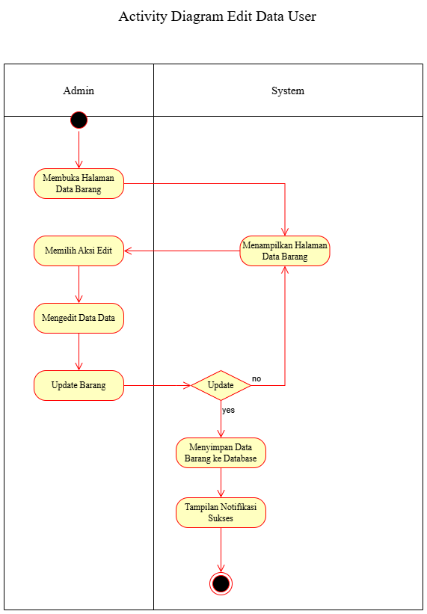 Activity Diagram Edit Data User
Admin
System
Membuka Halaman
Data Barang
Menampilkan Halaman
Data Barang
Memilih Aksi Edit
Mengedit Data Data
Update Barang
Update
no
yes
Menyimpan Data
Barang ke Database
Tampilan Notifikasi
Sukses